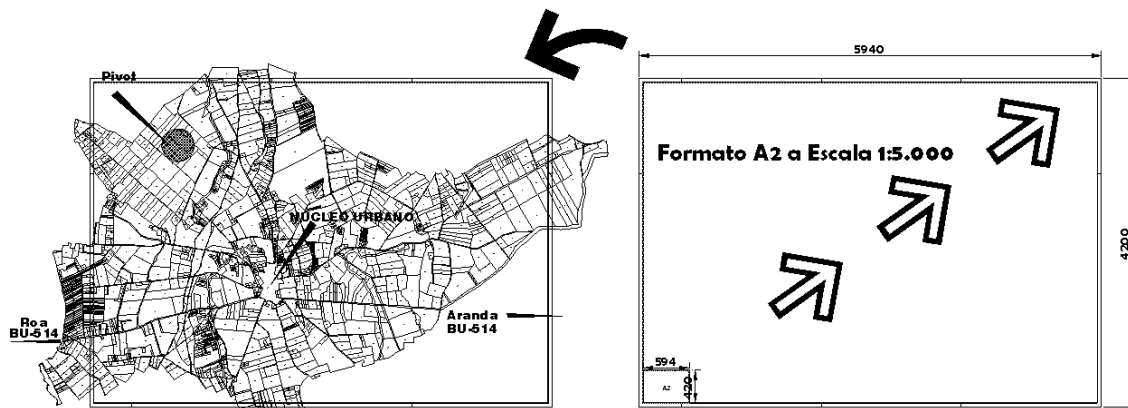 Pivot
NÚCLEO URBANO
Roa
BU-514
Aranda
BU-514
5940
Formato A2 a Escala 1:5.000
4200
594
A2
420